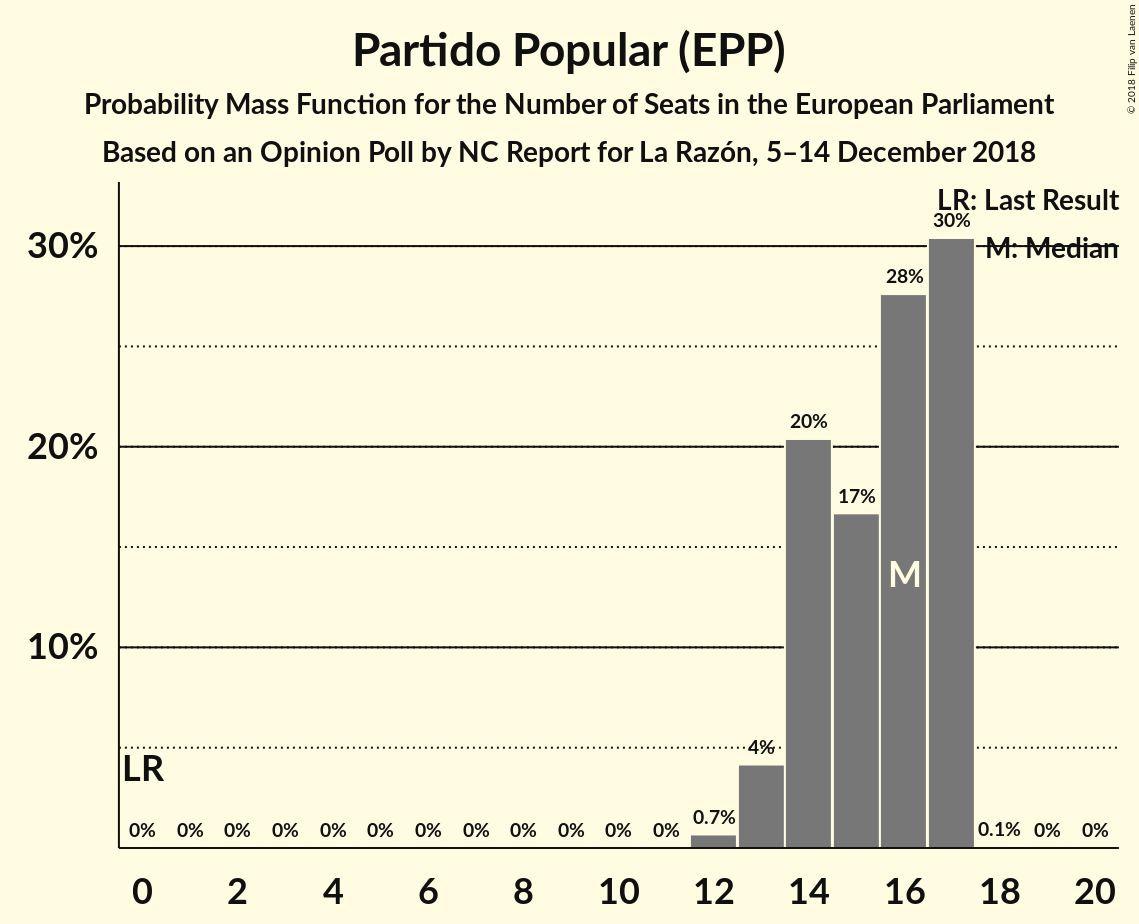 Partido Popular (EPP)
Probability Mass Function for the Number of Seats in the European Parliament
Based on an Opinion Poll by NC Report for La Razón, 5–14 December 2018
© 2018 Filip van Laenen
LR: Last Result
M: Median
30%
20%
10%
30%
28%
20%
17%
M
4%
LR
0% 0% 0% 0% 0% 0% 0% 0% 0% 0% 0% 0% 0.7% 0.1% 0% 0%
0 2 4 6 8 10 12 14 16 18 20